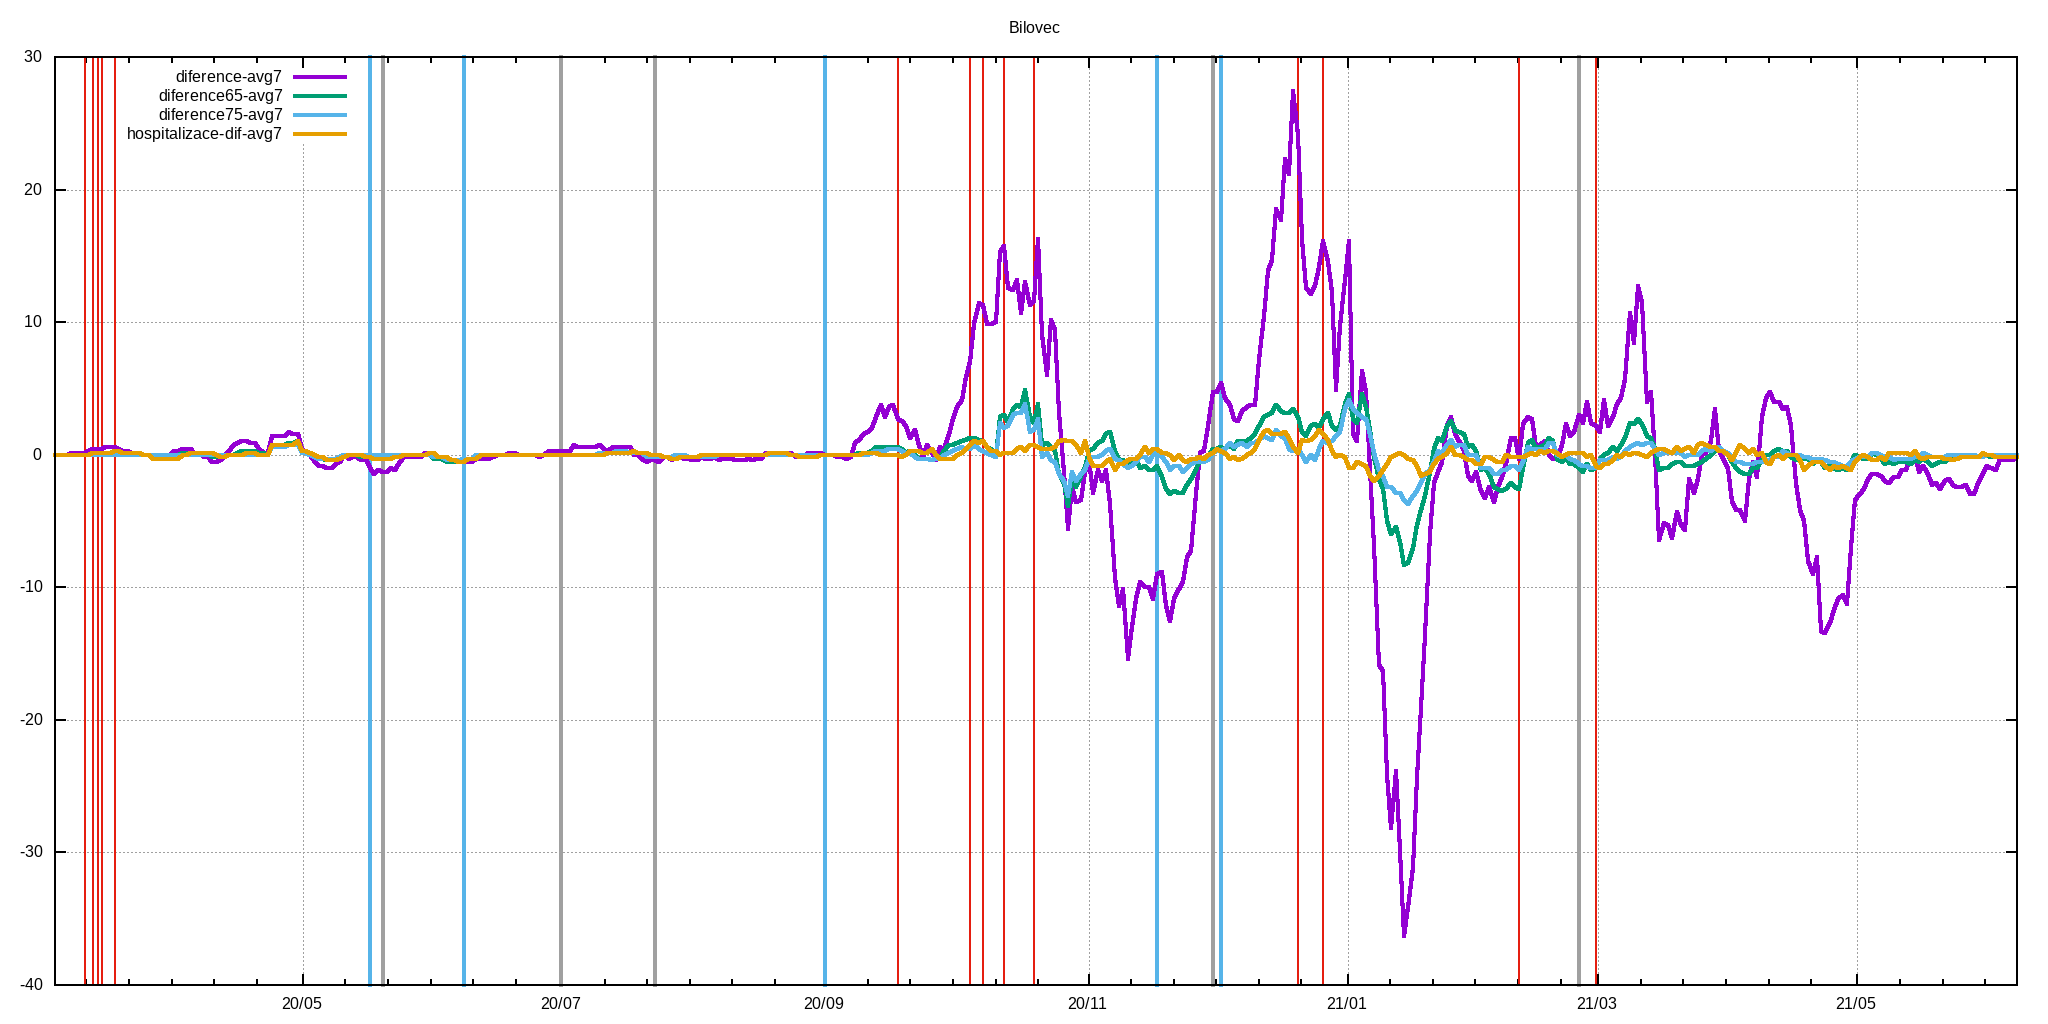 Bilovec
30
20
10
0
-10
-20
-30
-40
diference-avg7
diference65-avg7
diference75-avg7
hospitalizace-dif-avg7
20/05 20/07 20/09 20/11 21/01 21/03 21/05